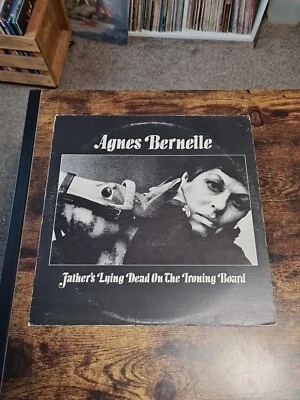 Agnes Bernelle
Father's Lying Dead On The Ironing Board